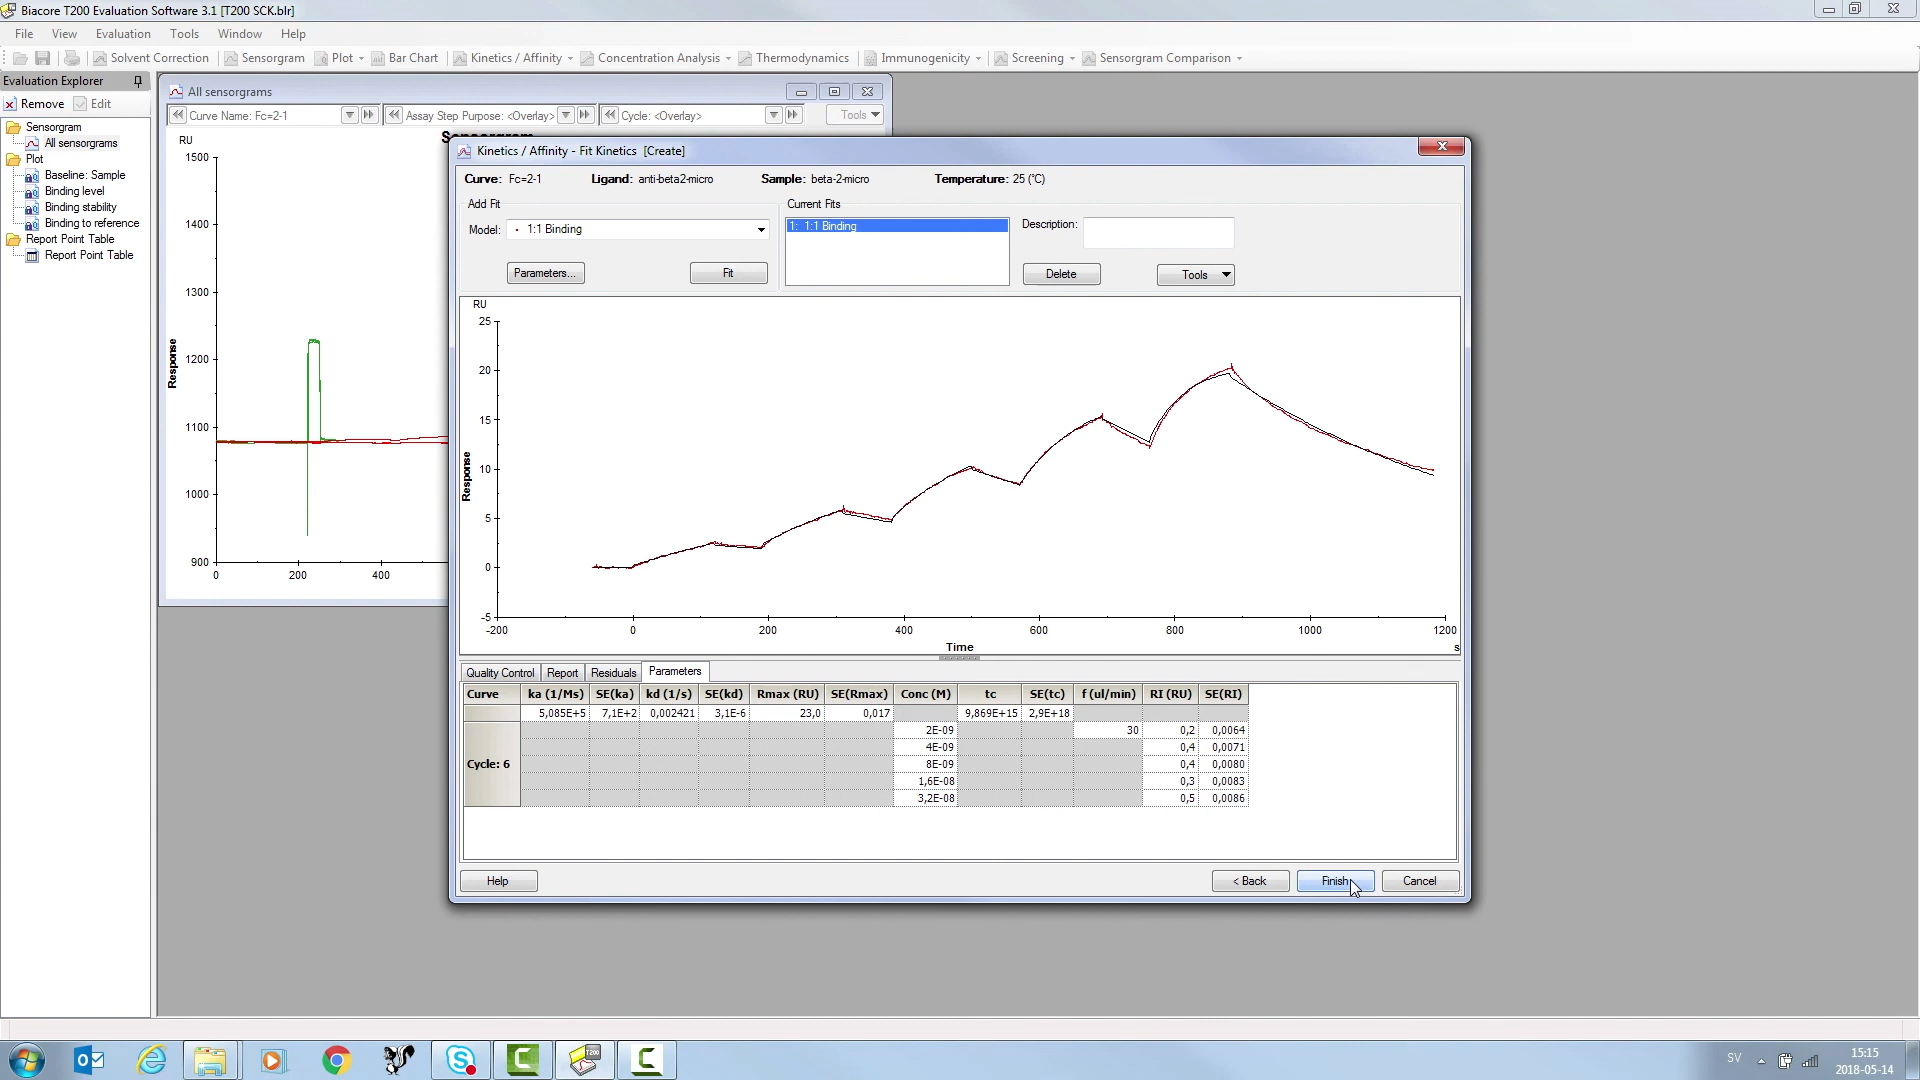 Biacore T200 Evaluation Software 3.1 [T200 SCK.blr]
File View Evaluation Tools Window Help
Solvent Correction Sensorgram Plot Bar Chart Kinetics / Affinity Concentration Analysis Thermodynamics Immunogenicity Screening Sensorgram Comparison
Evaluation Explorer
Remove Edit
Sensorgram
All sensorgrams
Plot
Baseline: Sample
Binding level
Binding stability
Binding to reference
Report Point Table
Report Point Table
All sensorgrams
Curve Name: Fc=2-1 Assay Step Purpose: <Overlay> Cycle: <Overlay> Tools
RU
1500
1400
1300
1200
1100
1000
900
Response
0 200 400
Kinetics / Affinity - Fit Kinetics [Create]
Curve: Fc=2-1 Ligand: anti-beta2-micro Sample: beta-2-micro Temperature: 25 (°C)
Add Fit
Model: 1:1 Binding
Parameters... Fit
Current Fits
1: 1:1 Binding
Description:
Delete Tools
RU
25
20
15
10
5
0
-5
Response
-200 0 200 400 600 800 1000 1200
Time s
Quality Control Report Residuals Parameters
Curve ka (1/Ms) SE(ka) kd (1/s) SE(kd) Rmax (RU) SE(Rmax) Conc (M) tc SE(tc) f (ul/min) RI (RU) SE(RI)
5,085E+5 7,1E+2 0,002421 3,1E-6 23,0 0,017 9,869E+15 2,9E+18
2E-09 30 0,2 0,0064
4E-09 0,4 0,0071
Cycle: 6 8E-09 0,4 0,0080
1,6E-08 0,3 0,0083
3,2E-08 0,5 0,0086
Help < Back Finish Cancel
SV
15:15
2018-05-14